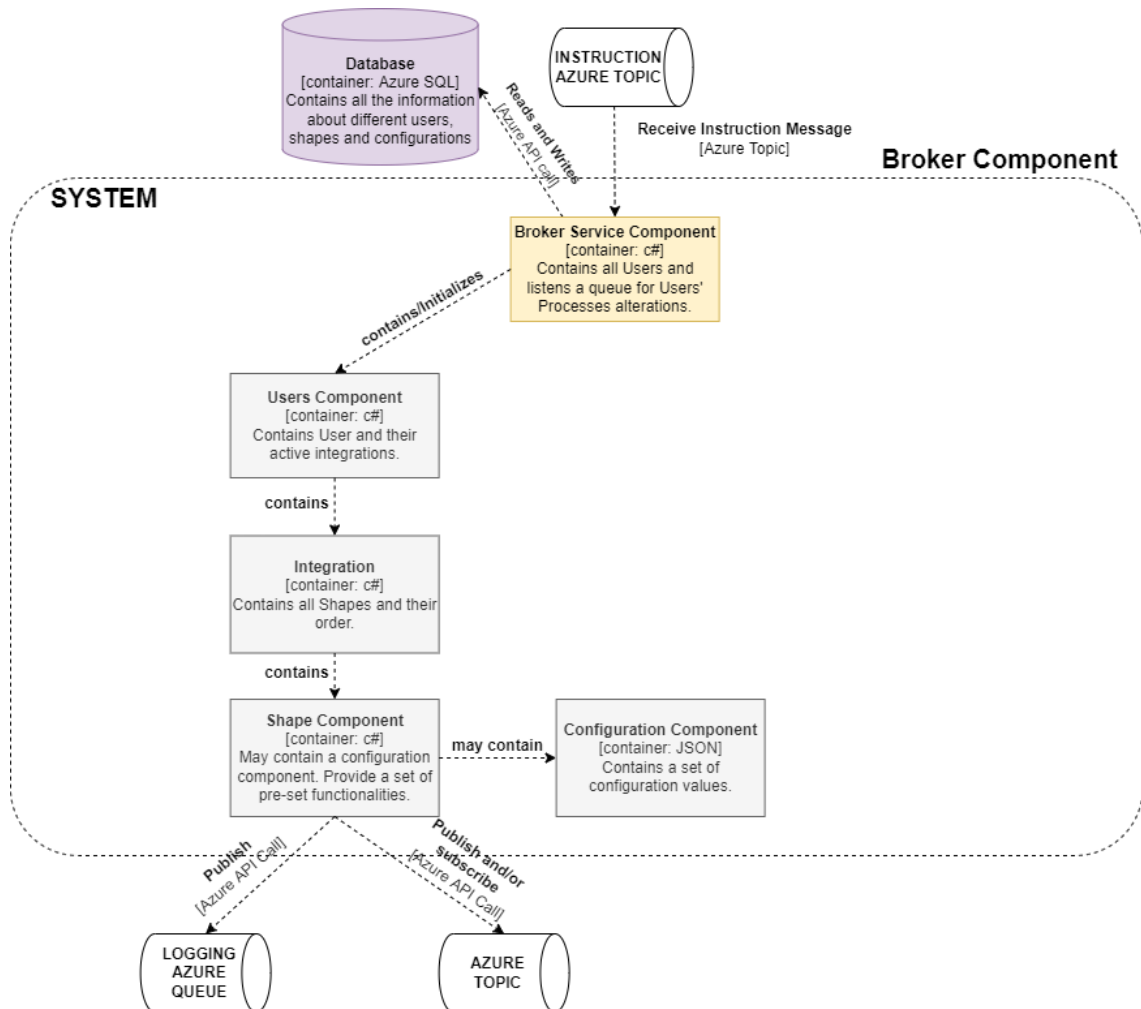 Database
[container: Azure SQL]
Contains all the information
about different users,
shapes and configurations
INSTRUCTION
AZURE TOPIC
Reads and Writes
[Azure API call]
Receive Instruction Message
[Azure Topic]
Broker Component
SYSTEM
Broker Service Component
[container: c#]
Contains all Users and
listens a queue for Users'
Processes alterations.
contains/Initializes
Users Component
[container: c#]
Contains User and their
active integrations.
contains
Integration
[container: c#]
Contains all Shapes and their
order.
contains
Shape Component
[container: c#]
May contain a configuration
component. Provide a set of
pre-set functionalities.
may contain
Configuration Component
[container: JSON]
Contains a set of
configuration values.
Publish
[Azure API Call]
Publish and/or
subscribe
[Azure API Call]
LOGGING
AZURE
QUEUE
AZURE
TOPIC